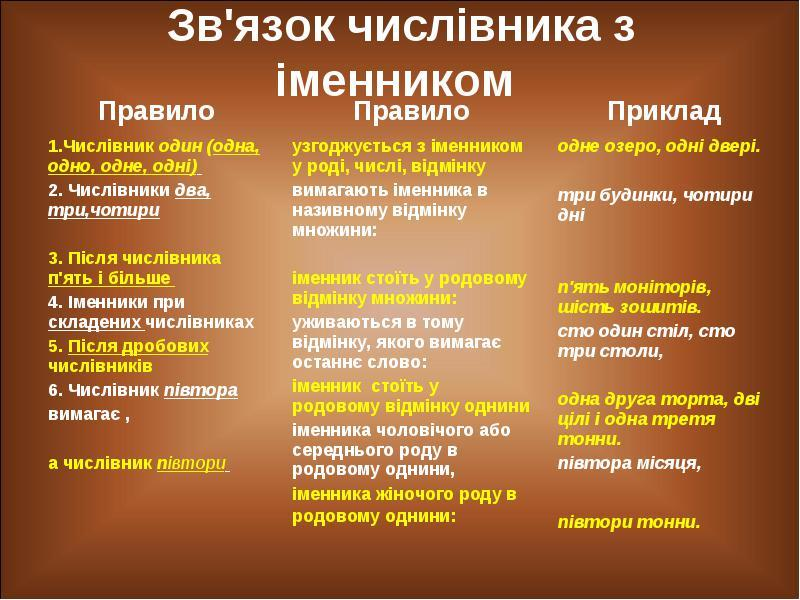 Зв'язок числівника з
іменником
Правило
1.Числівник один (одна,
одно, одне, одні)
2. Числівники два,
три,чотири
3. Після числівника
п'ять і більше
4. Іменники при
складених числівниках
5. Після дробових
числівників
6. Числівник півтора
вимагає ,
а числівник півтори
Правило
узгоджується з іменником
у роді, числі, відмінку
вимагають іменника в
називному відмінку
множини:
іменник стоїть у родовому
відмінку множини:
уживаються в тому
відмінку, якого вимагає
останнє слово:
іменник стоїть у
родовому відмінку однини
іменника чоловічого або
середнього роду в
родовому однини,
іменника жіночого роду в
родовому однини:
Приклад
одне озеро, одні двері.
три будинки, чотири
дні
п'ять моніторів,
шість зошитів.
сто один стіл, сто
три столи,
одна друга торта, дві
цілі і одна третя
тонни.
півтора місяця,
півтори тонни.